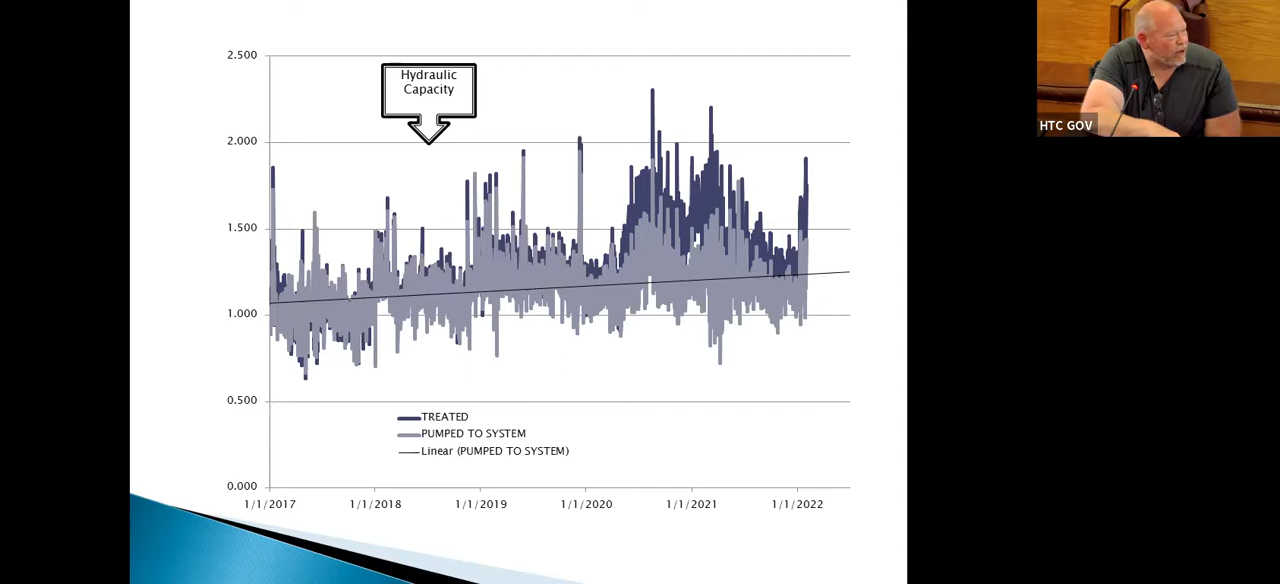 2.500
Hydraulic
Capacity
2.000
1.500
1.000
0.500
TREATED
PUMPED TO SYSTEM
Linear (PUMPED TO SYSTEM)
0.000
1/1/2017
1/1/2018
1/1/2019
1/1/2020
1/1/2021
1/1/2022
HTC GOV